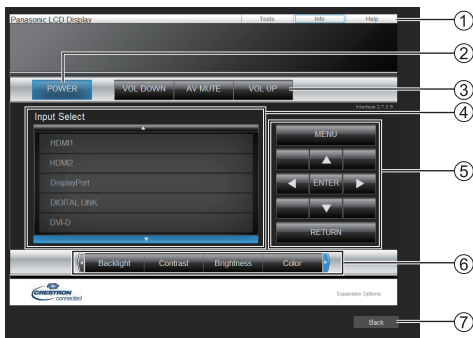 Panasonic LCD Display
Tools Info Help
1
2
POWER VOL DOWN AV MUTE VOL UP
3
Interface 2.7.2.9
4
Input Select
HDMI1
HDMI2
DisplayPort
DIGITAL LINK
DVI-D
MENU
ENTER
RETURN
5
Backlight Contrast Brightness Color
6
CRESTRON
connected
Expansion Options
Back
7